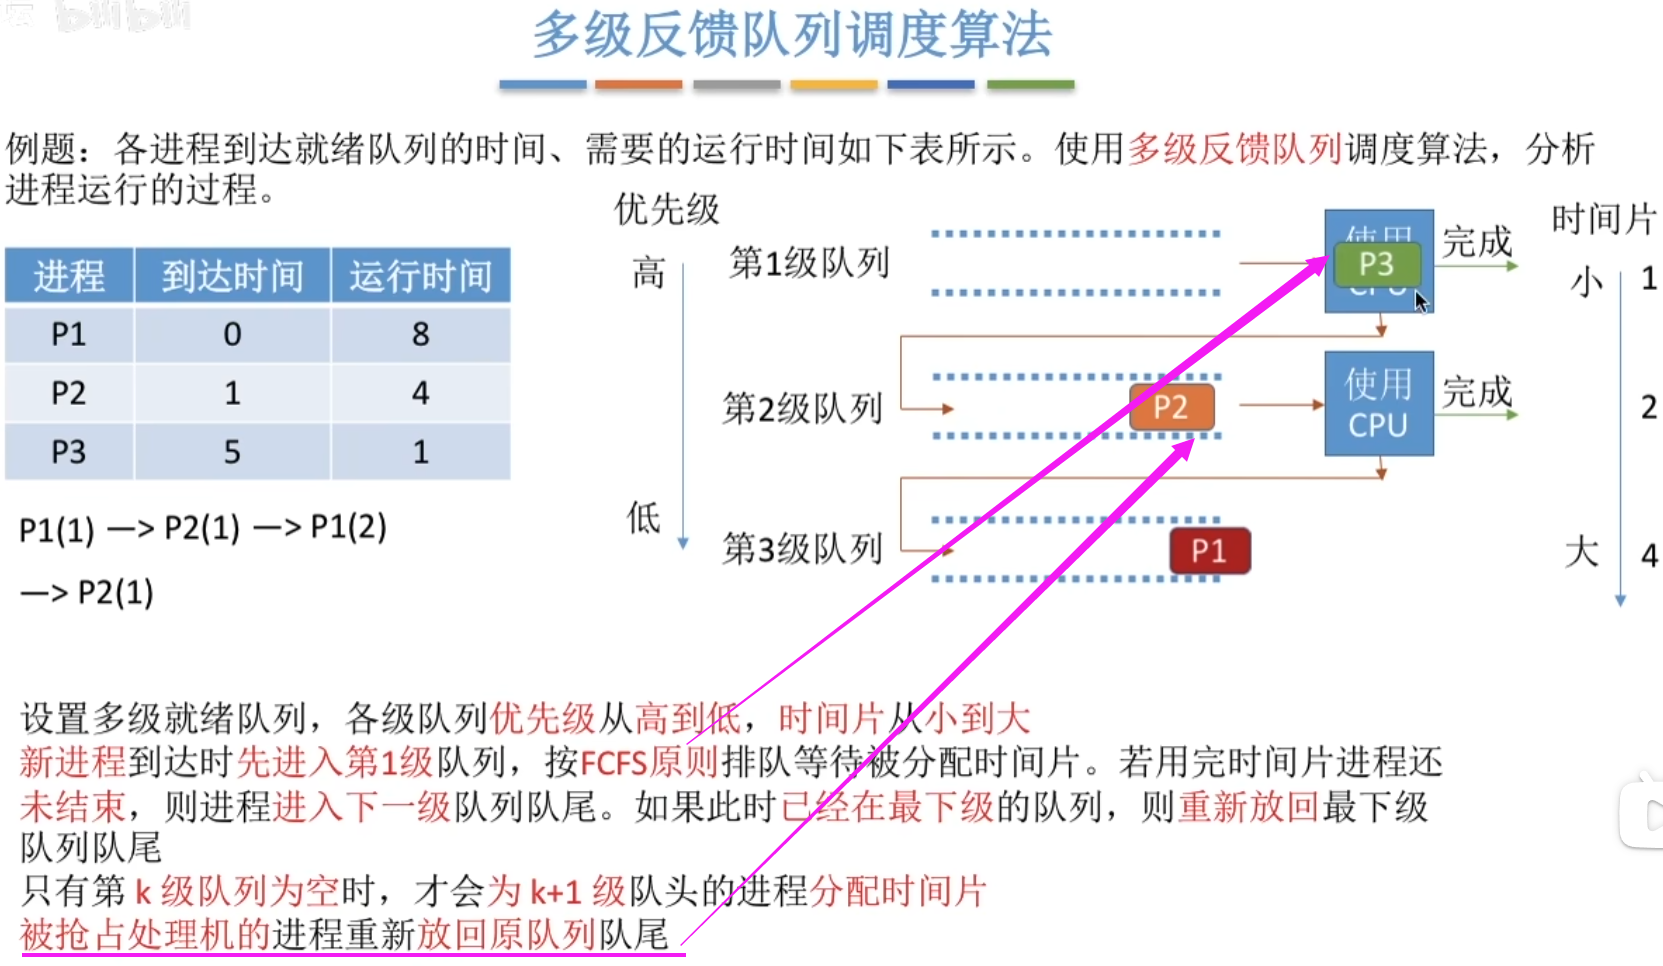 bilibili
多级反馈队列调度算法
例题：各进程到达就绪队列的时间、需要的运行时间如下表所示。使用多级反馈队列调度算法，分析
进程运行的过程。
进程 到达时间 运行时间
P1 0 8
P2 1 4
P3 5 1
P1(1) —> P2(1) —> P1(2)
—> P2(1)
优先级
高
低
第1级队列
使用
P3
CPU
完成
第2级队列
P2
使用
CPU
完成
第3级队列
P1
时间片
小 1
2
大 4
设置多级就绪队列，各级队列优先级从高到低，时间片从小到大
新进程到达时先进入第1级队列，按FCFS原则排队等待被分配时间片。若用完时间片进程还
未结束，则进程进入下一级队列队尾。如果此时已经在最下级的队列，则重新放回最下级
队列队尾
只有第 k 级队列为空时，才会为 k+1 级队头的进程分配时间片
被抢占处理机的进程重新放回原队列队尾